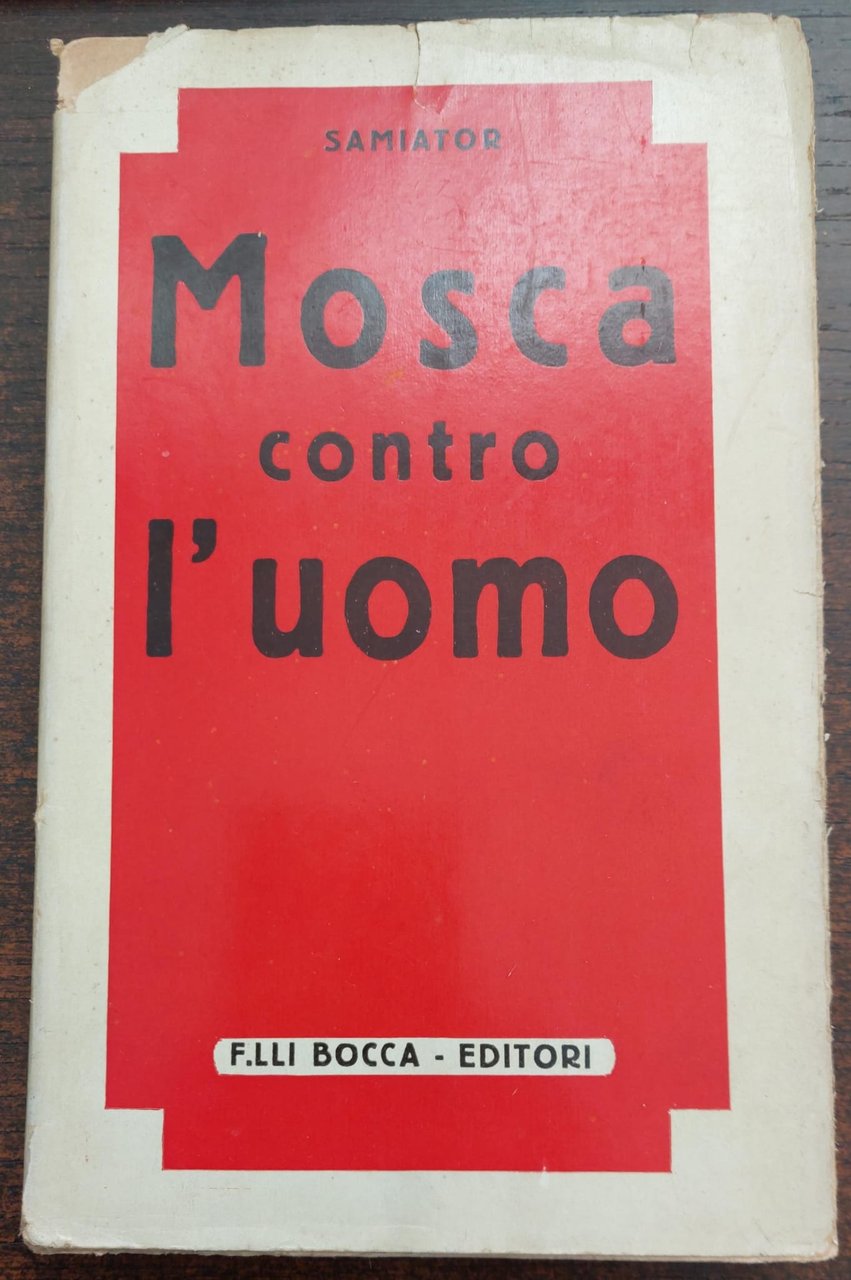 SAMIATOR
Mosca
contro
l'uomo
F.LLI BOCCA - EDITORI